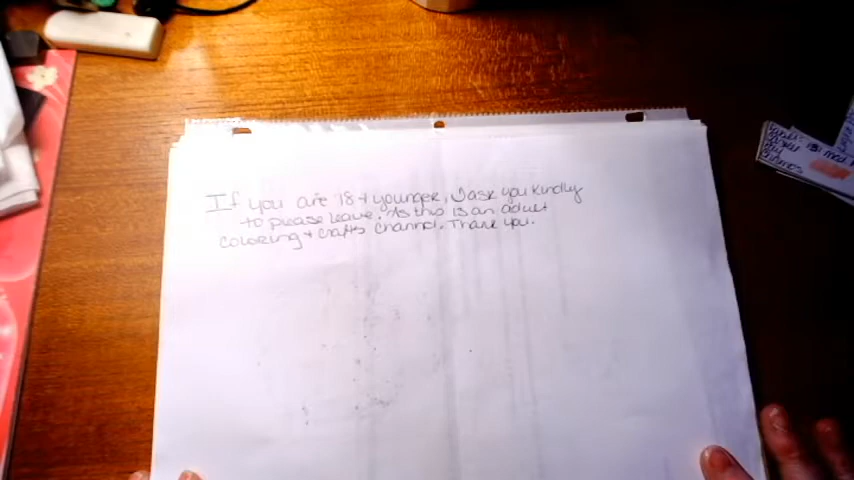 If you are 18 + younger, I ask you kindly
to please leave. As this is an adult
coloring + crafts channel. Thank you.